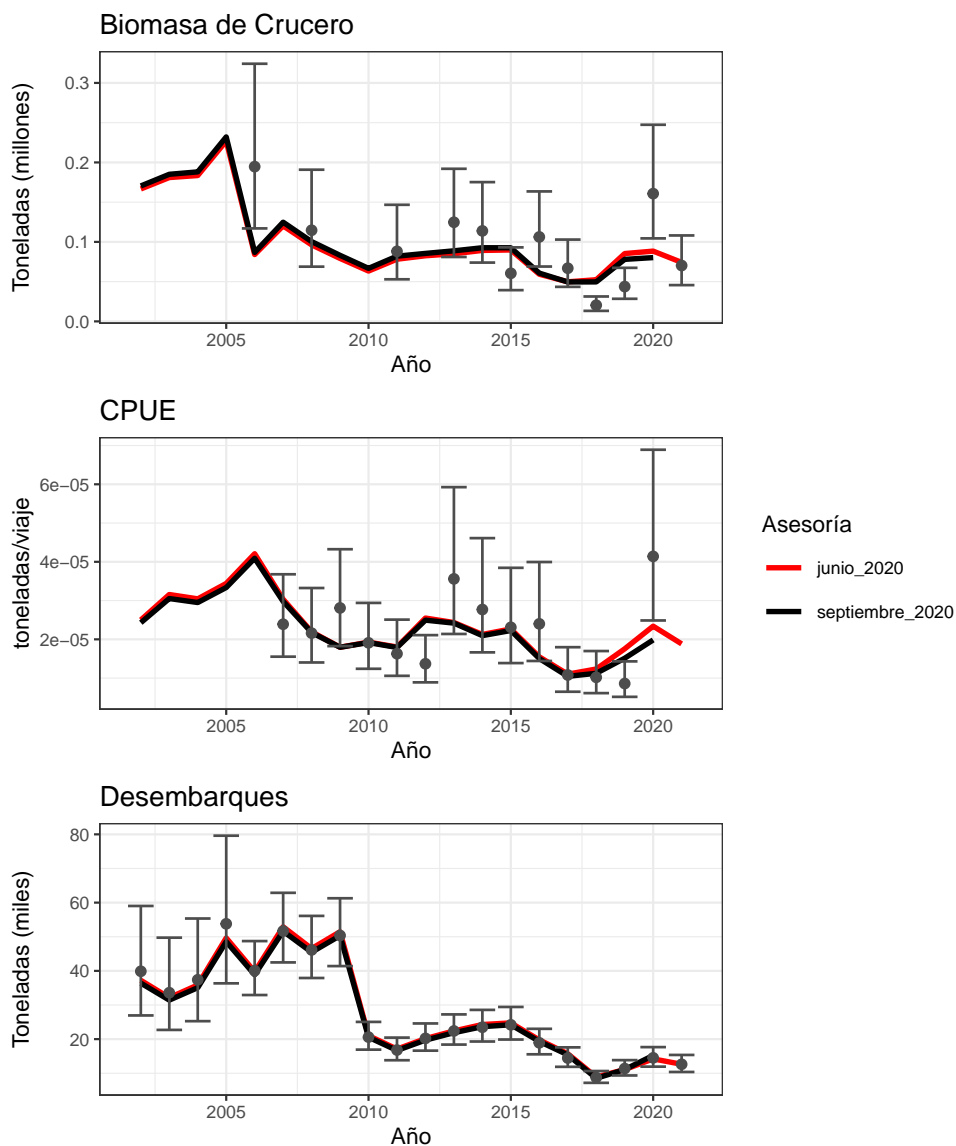 Biomasa de Crucero
Toneladas (millones)
0.3
0.2
0.1
0.0
2005 2010 2015 2020
Año
CPUE
toneladas/viaje
6e−05
4e−05
2e−05
2005 2010 2015 2020
Año
Asesoría
junio_2020
septiembre_2020
Desembarques
Toneladas (miles)
80
60
40
20
2005 2010 2015 2020
Año